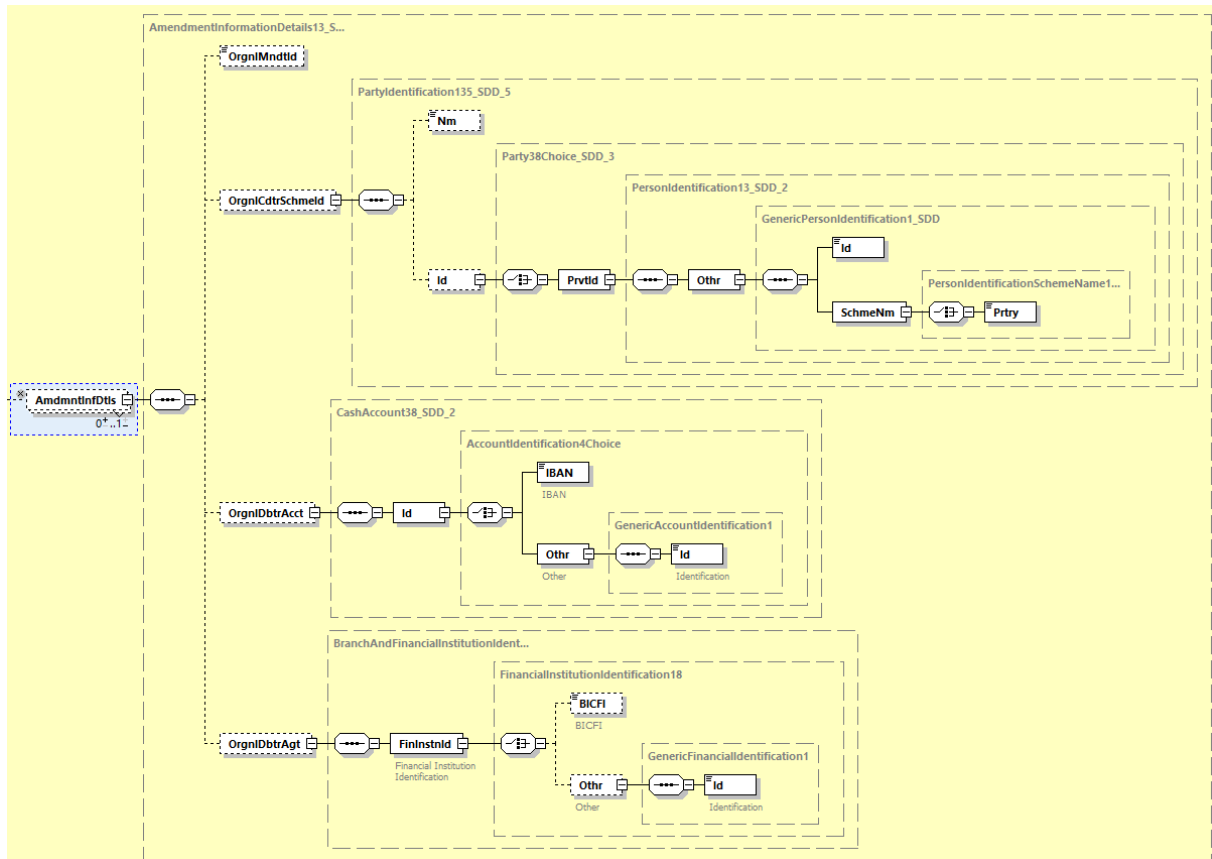 AmendmentInformationDetails13_S...
OrgnlMndtId
PartyIdentification135_SDD_5
Nm
Party38Choice_SDD_3
PersonIdentification13_SDD_2
OrgnlCdtrSchmeId
GenericPersonIdentification1_SDD
Id
Id
PrvtId
Othr
PersonIdentificationSchemeName1...
SchmeNm
Prtry
AmdmntInfDtls
0..1
CashAccount38_SDD_2
AccountIdentification4Choice
IBAN
IBAN
OrgnlDbtrAcct
Id
GenericAccountIdentification1
Othr
Id
Other
Identification
BranchAndFinancialInstitutionIdent...
FinancialInstitutionIdentification18
BICFI
BICFI
OrgnlDbtrAgt
FinInstnId
Financial Institution
Identification
GenericFinancialIdentification1
Othr
Id
Other
Identification